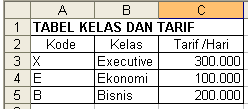 A B C
1 TABEL KELAS DAN TARIF
2 Kode Kelas Tarif /Hari
3 X Executive 300.000
4 E Ekonomi 100.000
5 B Bisnis 200.000